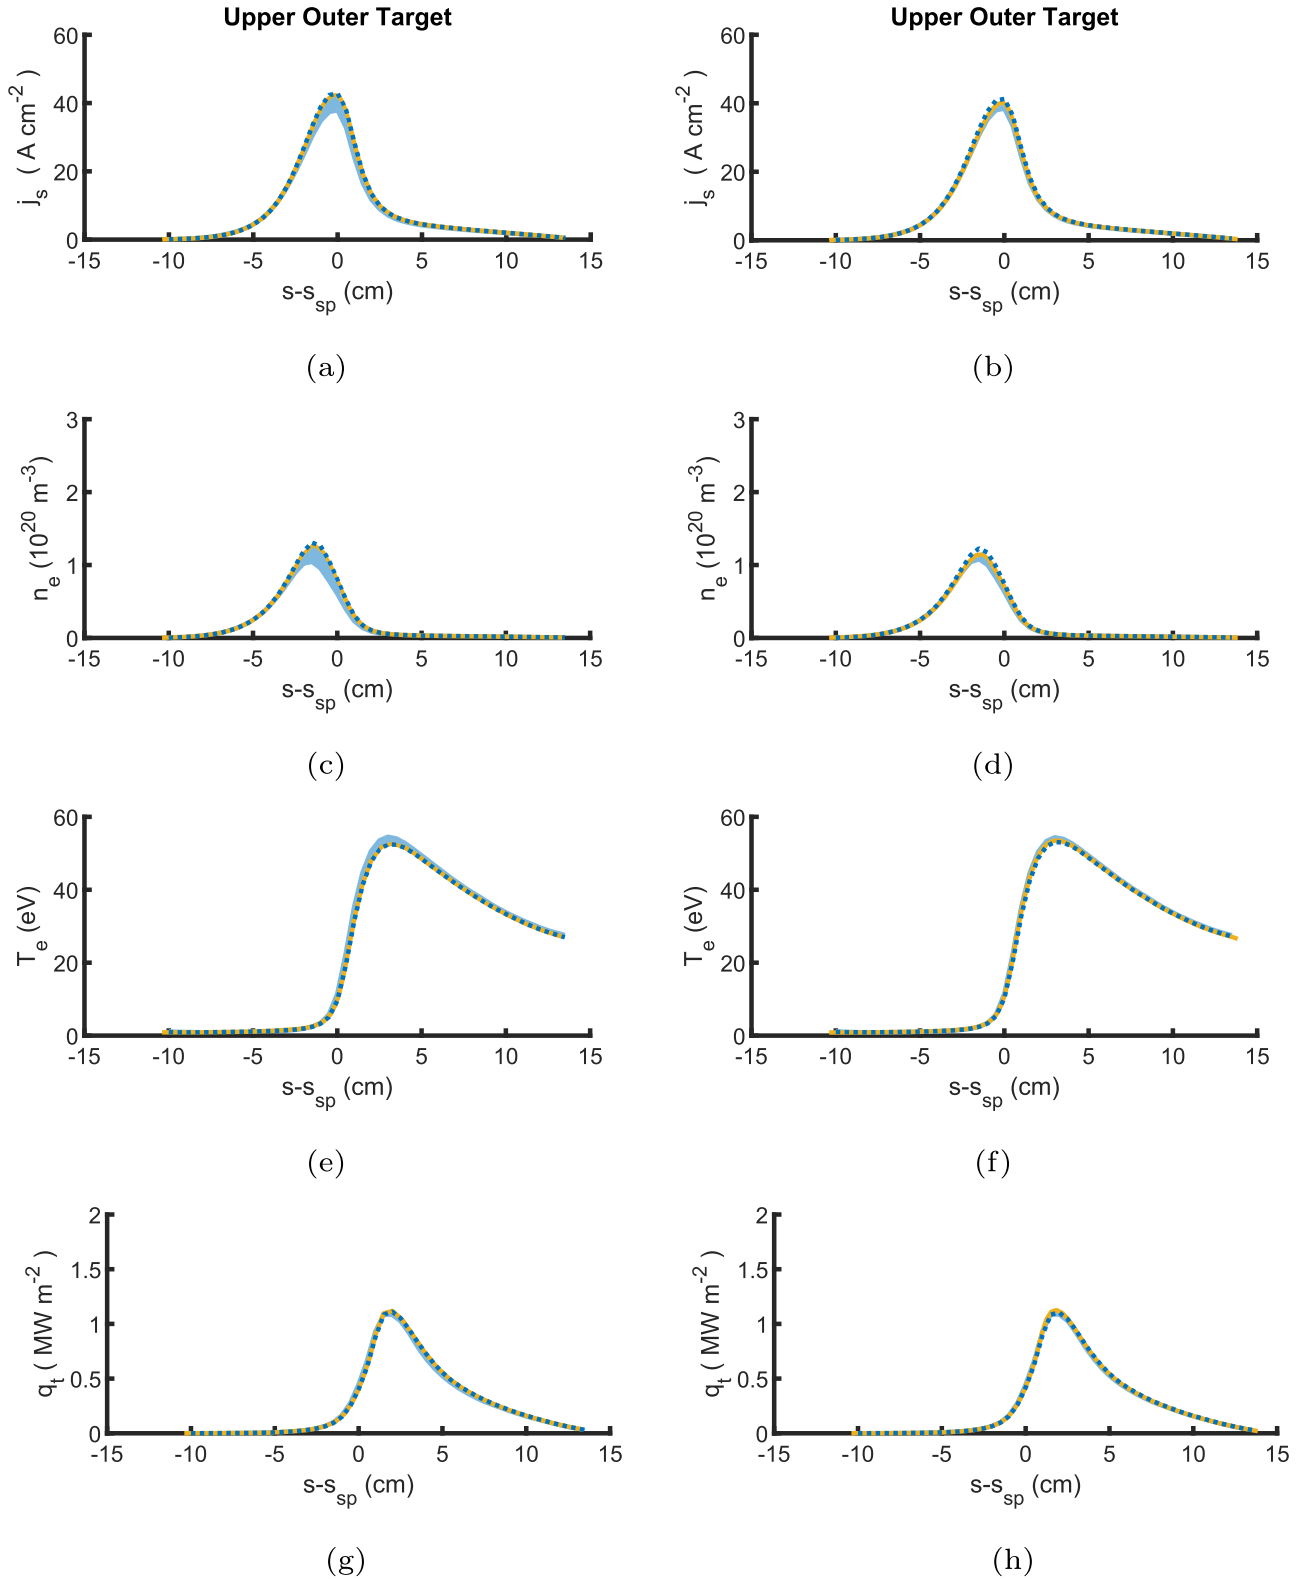 Upper Outer Target
60
40
20
0
j_s ( A cm^-2 )
-15 -10 -5 0 5 10 15
s-s_sp (cm)
(a)
Upper Outer Target
60
40
20
0
j_s ( A cm^-2 )
-15 -10 -5 0 5 10 15
s-s_sp (cm)
(b)
3
2
1
0
n_e (10^20 m^-3)
-15 -10 -5 0 5 10 15
s-s_sp (cm)
(c)
3
2
1
0
n_e (10^20 m^-3)
-15 -10 -5 0 5 10 15
s-s_sp (cm)
(d)
60
40
20
0
T_e (eV)
-15 -10 -5 0 5 10 15
s-s_sp (cm)
(e)
60
40
20
0
T_e (eV)
-15 -10 -5 0 5 10 15
s-s_sp (cm)
(f)
2
1.5
1
0.5
0
q_t ( MW m^-2 )
-15 -10 -5 0 5 10 15
s-s_sp (cm)
(g)
2
1.5
1
0.5
0
q_t ( MW m^-2 )
-15 -10 -5 0 5 10 15
s-s_sp (cm)
(h)